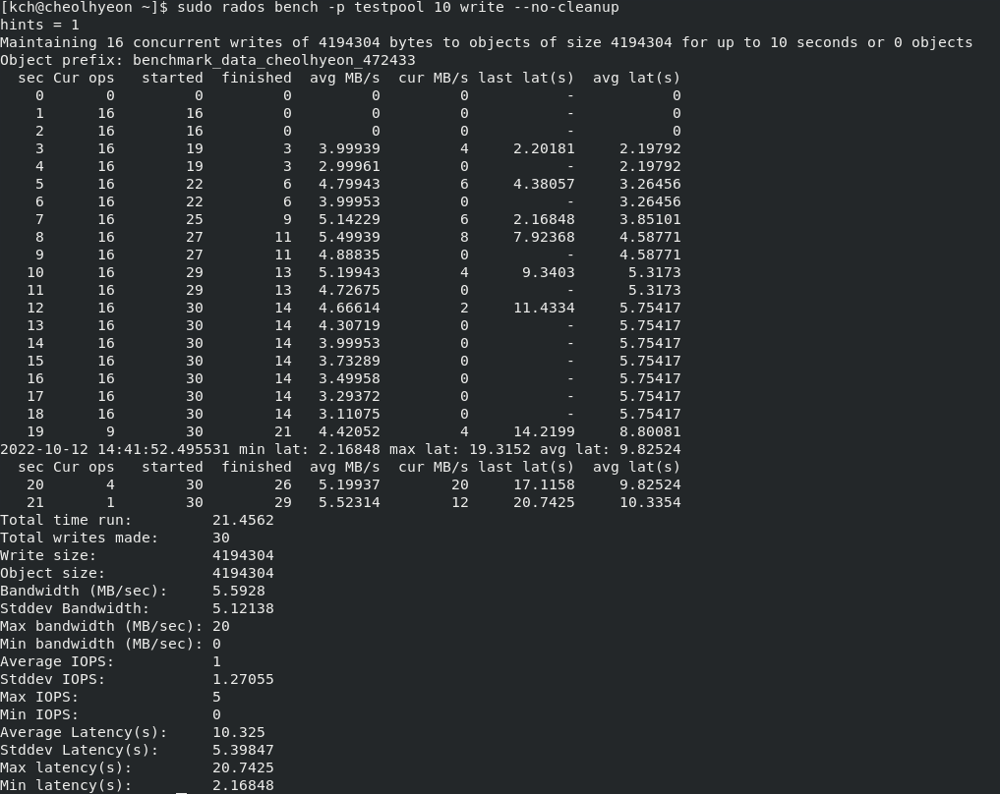 [kch@cheolhyeon ~]$ sudo rados bench -p testpool 10 write --no-cleanup
hints = 1
Maintaining 16 concurrent writes of 4194304 bytes to objects of size 4194304 for up to 10 seconds or 0 objects
Object prefix: benchmark_data_cheolhyeon_472433
  sec Cur ops   started  finished  avg MB/s  cur MB/s last lat(s)  avg lat(s)
    0       0         0         0         0         0           -           0
    1      16        16         0         0         0           -           0
    2      16        16         0         0         0           -           0
    3      16        19         3   3.99939         4     2.20181     2.19792
    4      16        19         3   2.99961         0           -     2.19792
    5      16        22         6   4.79943         6     4.38057     3.26456
    6      16        22         6   3.99953         0           -     3.26456
    7      16        25         9   5.14229         6     2.16848     3.85101
    8      16        27        11   5.49939         8     7.92368     4.58771
    9      16        27        11   4.88835         0           -     4.58771
   10      16        29        13   5.19943         4      9.3403      5.3173
   11      16        29        13   4.72675         0           -      5.3173
   12      16        30        14   4.66614         2     11.4334     5.75417
   13      16        30        14   4.30719         0           -     5.75417
   14      16        30        14   3.99953         0           -     5.75417
   15      16        30        14   3.73289         0           -     5.75417
   16      16        30        14   3.49958         0           -     5.75417
   17      16        30        14   3.29372         0           -     5.75417
   18      16        30        14   3.11075         0           -     5.75417
   19       9        30        21   4.42052         4     14.2199     8.80081
2022-10-12 14:41:52.495531 min lat: 2.16848 max lat: 19.3152 avg lat: 9.82524
  sec Cur ops   started  finished  avg MB/s  cur MB/s last lat(s)  avg lat(s)
   20       4        30        26   5.19937        20     17.1158     9.82524
   21       1        30        29   5.52314        12     20.7425     10.3354
Total time run:         21.4562
Total writes made:      30
Write size:             4194304
Object size:            4194304
Bandwidth (MB/sec):     5.5928
Stddev Bandwidth:       5.12138
Max bandwidth (MB/sec): 20
Min bandwidth (MB/sec): 0
Average IOPS:           1
Stddev IOPS:            1.27055
Max IOPS:               5
Min IOPS:               0
Average Latency(s):     10.325
Stddev Latency(s):      5.39847
Max latency(s):         20.7425
Min latency(s):         2.16848